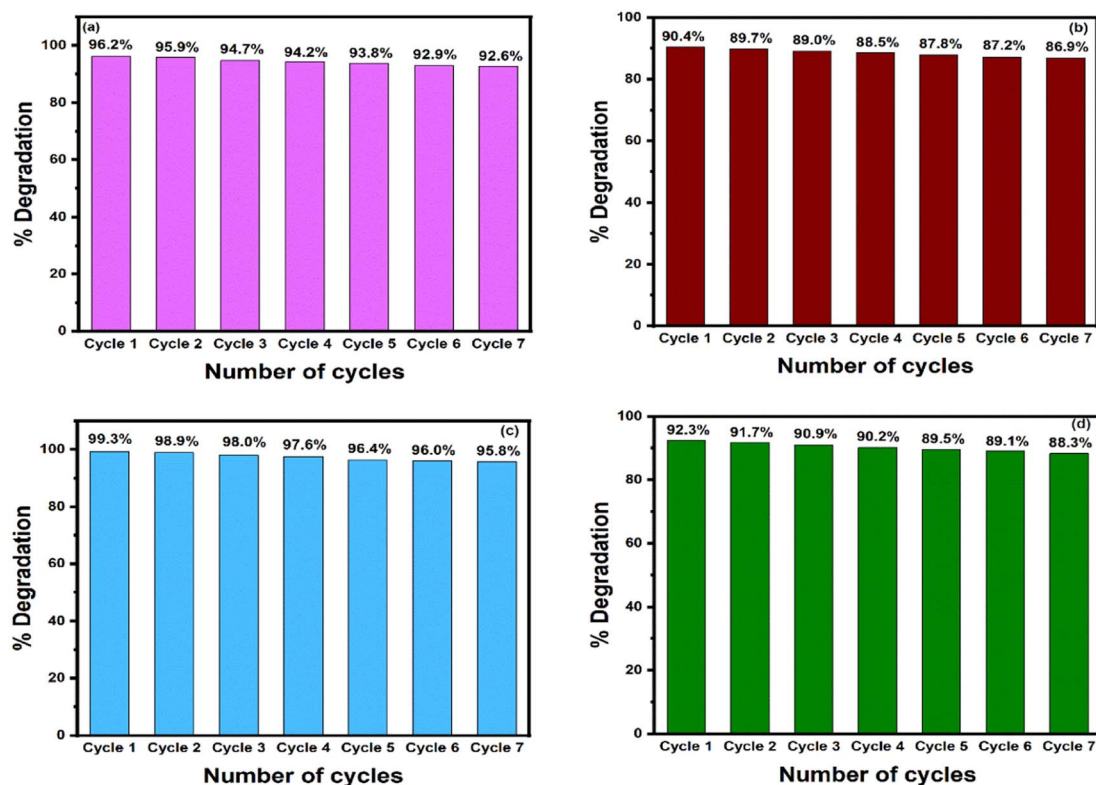 (a)
96.2% 95.9% 94.7% 94.2% 93.8% 92.9% 92.6%
100
80
60
40
20
0
% Degradation
Cycle 1 Cycle 2 Cycle 3 Cycle 4 Cycle 5 Cycle 6 Cycle 7
Number of cycles
(b)
100
90.4% 89.7% 89.0% 88.5% 87.8% 87.2% 86.9%
80
60
40
20
0
% Degradation
Cycle 1 Cycle 2 Cycle 3 Cycle 4 Cycle 5 Cycle 6 Cycle 7
Number of cycles
(c)
99.3% 98.9% 98.0% 97.6% 96.4% 96.0% 95.8%
100
80
60
40
20
0
% Degradation
Cycle 1 Cycle 2 Cycle 3 Cycle 4 Cycle 5 Cycle 6 Cycle 7
Number of cycles
(d)
100
92.3% 91.7% 90.9% 90.2% 89.5% 89.1% 88.3%
80
60
40
20
0
% Degradation
Cycle 1 Cycle 2 Cycle 3 Cycle 4 Cycle 5 Cycle 6 Cycle 7
Number of cycles